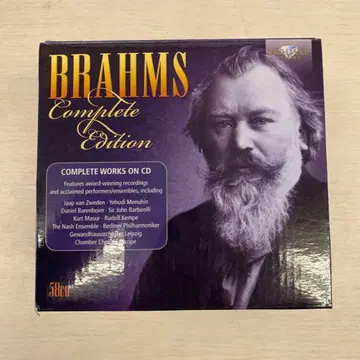 BRAHMS
Complete
Edition
COMPLETE WORKS ON CD
Features award-winning recordings
and acclaimed performers/ensembles, including
Jaap van Zweden · Yehudi Menuhin
Daniel Barenboim · Sir John Barbirolli
Kurt Masur · Rudolf Kempe
The Nash Ensemble · Berliner Philharmoniker
Gewandhausorchester Leipzig
Chamber Choir of Europe
58CD